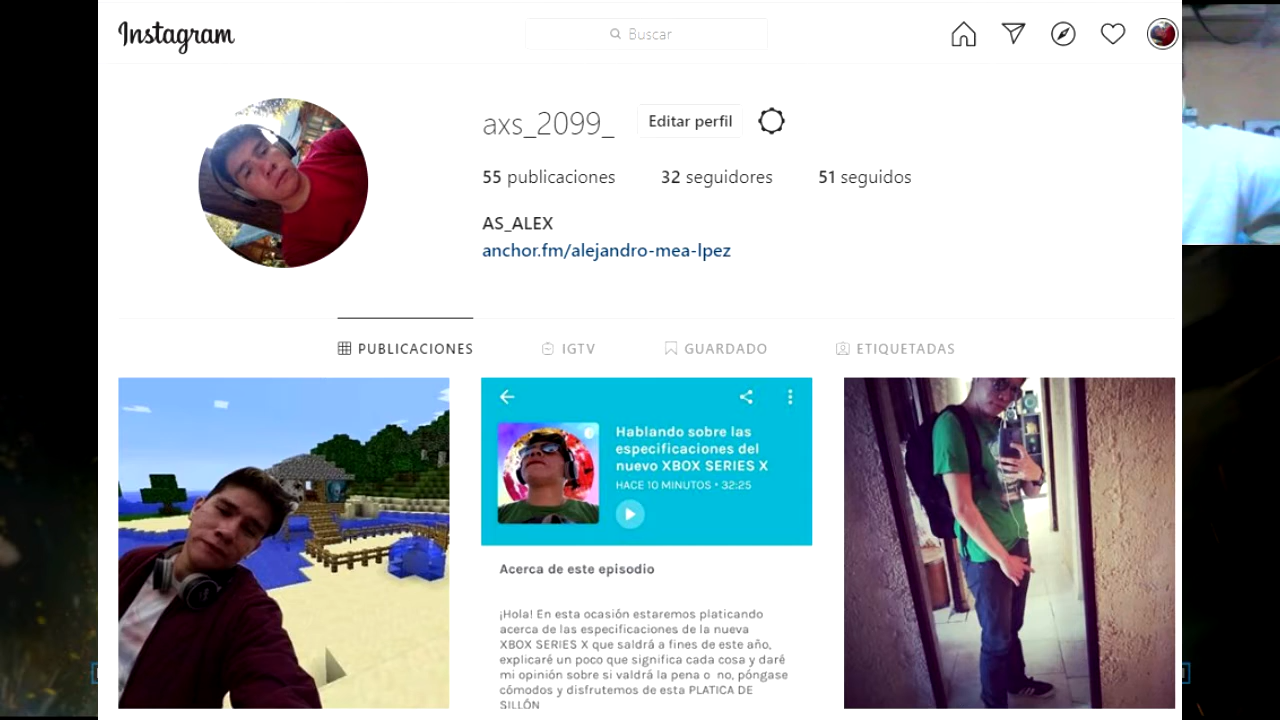 Instagram
Buscar
axs_2099_
Editar perfil
55 publicaciones
32 seguidores
51 seguidos
AS_ALEX
anchor.fm/alejandro-mea-lpez
PUBLICACIONES
IGTV
GUARDADO
ETIQUETADAS
Hablando sobre las
especificaciones del
nuevo XBOX SERIES X
HACE 10 MINUTOS • 32:25
Acerca de este episodio
¡Hola! En esta ocasión estaremos platicando
acerca de las especificaciones de la nueva
XBOX SERIES X que saldrá a fines de este año,
explicaré un poco que significa cada cosa y daré
mi opinión sobre si valdrá la pena o no, póngase
cómodos y disfrutemos de esta PLATICA DE
SILLÓN